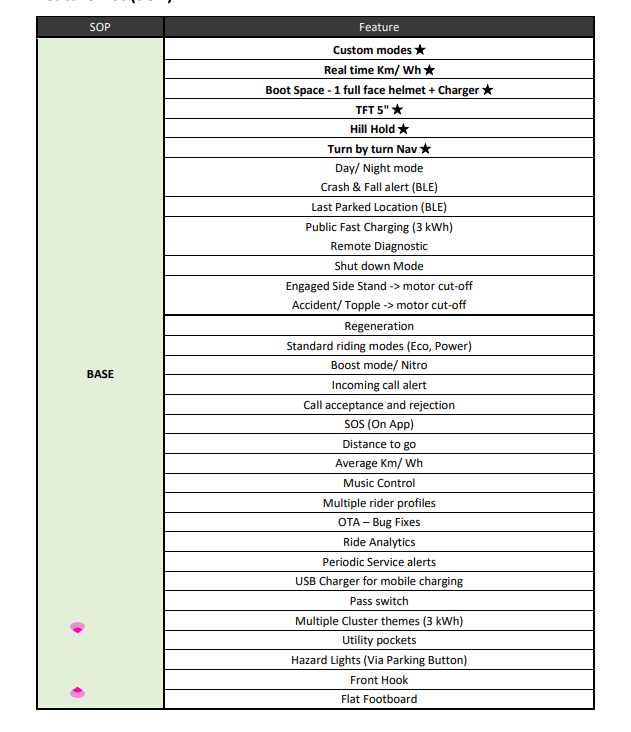 SOP Feature
Custom modes ★
Real time Km/ Wh ★
Boot Space - 1 full face helmet + Charger ★
TFT 5" ★
Hill Hold ★
Turn by turn Nav ★
Day/ Night mode
Crash & Fall alert (BLE)
Last Parked Location (BLE)
Public Fast Charging (3 kWh)
Remote Diagnostic
Shut down Mode
Engaged Side Stand -> motor cut-off
Accident/ Topple -> motor cut-off
Regeneration
Standard riding modes (Eco, Power)
Boost mode/ Nitro
BASE
Incoming call alert
Call acceptance and rejection
SOS (On App)
Distance to go
Average Km/ Wh
Music Control
Multiple rider profiles
OTA – Bug Fixes
Ride Analytics
Periodic Service alerts
USB Charger for mobile charging
Pass switch
Multiple Cluster themes (3 kWh)
Utility pockets
Hazard Lights (Via Parking Button)
Front Hook
Flat Footboard